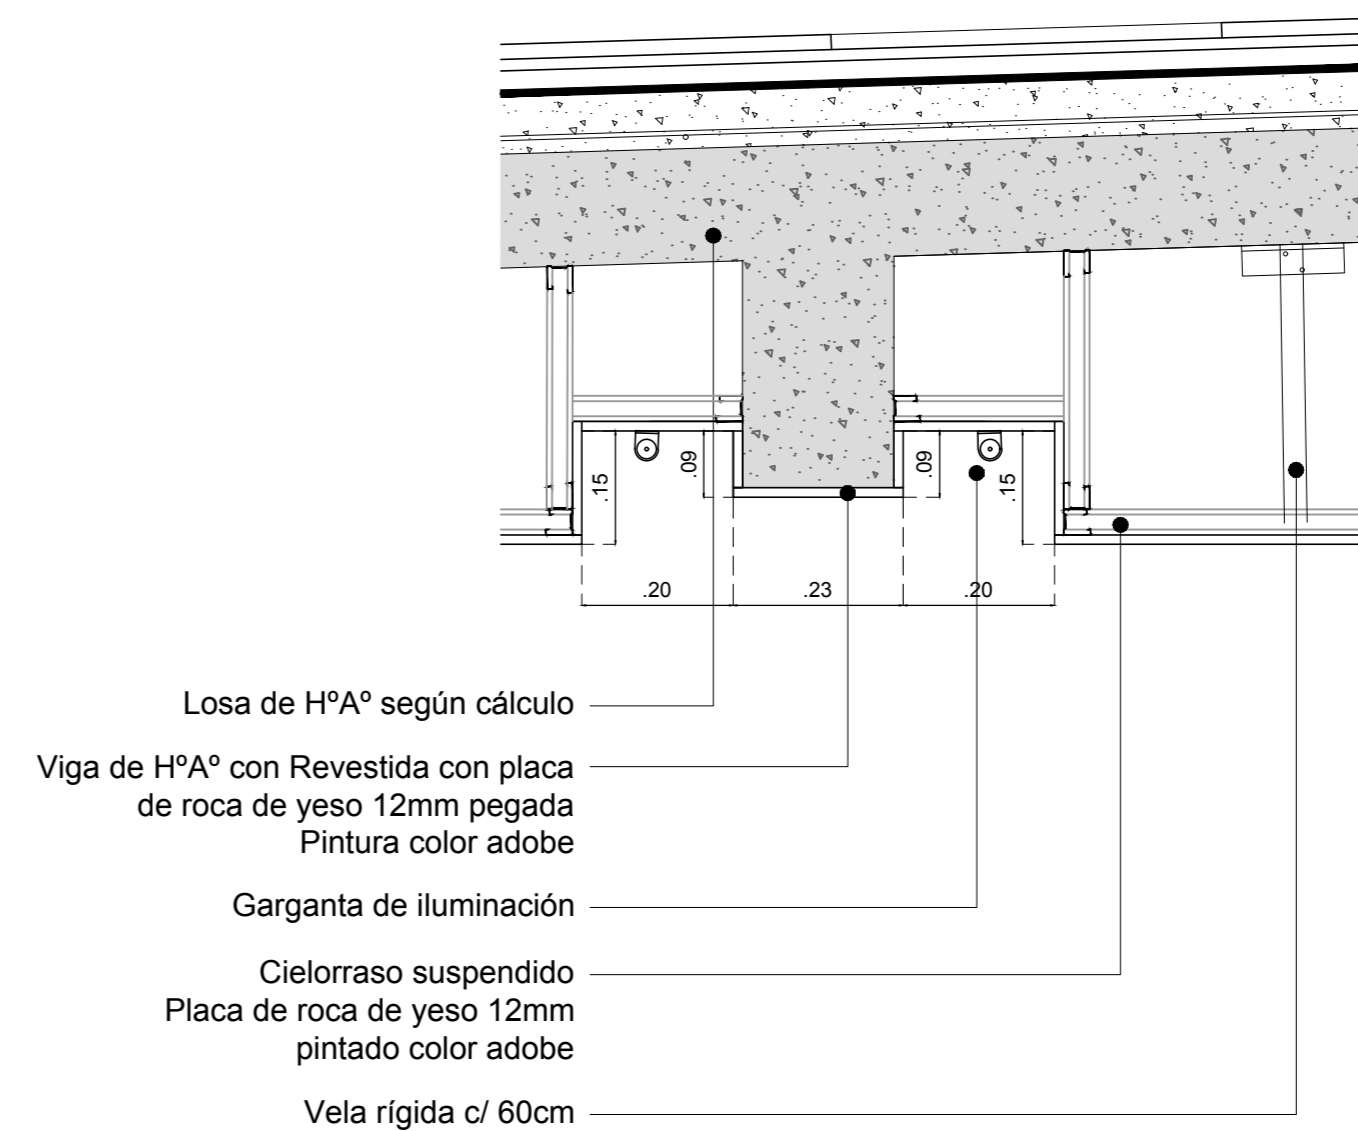 .15
.09
.09
.15
.20
.23
.20
Losa de HºAº según cálculo
Viga de HºAº con Revestida con placa
de roca de yeso 12mm pegada
Pintura color adobe
Garganta de iluminación
Cielorraso suspendido
Placa de roca de yeso 12mm
pintado color adobe
Vela rígida c/ 60cm